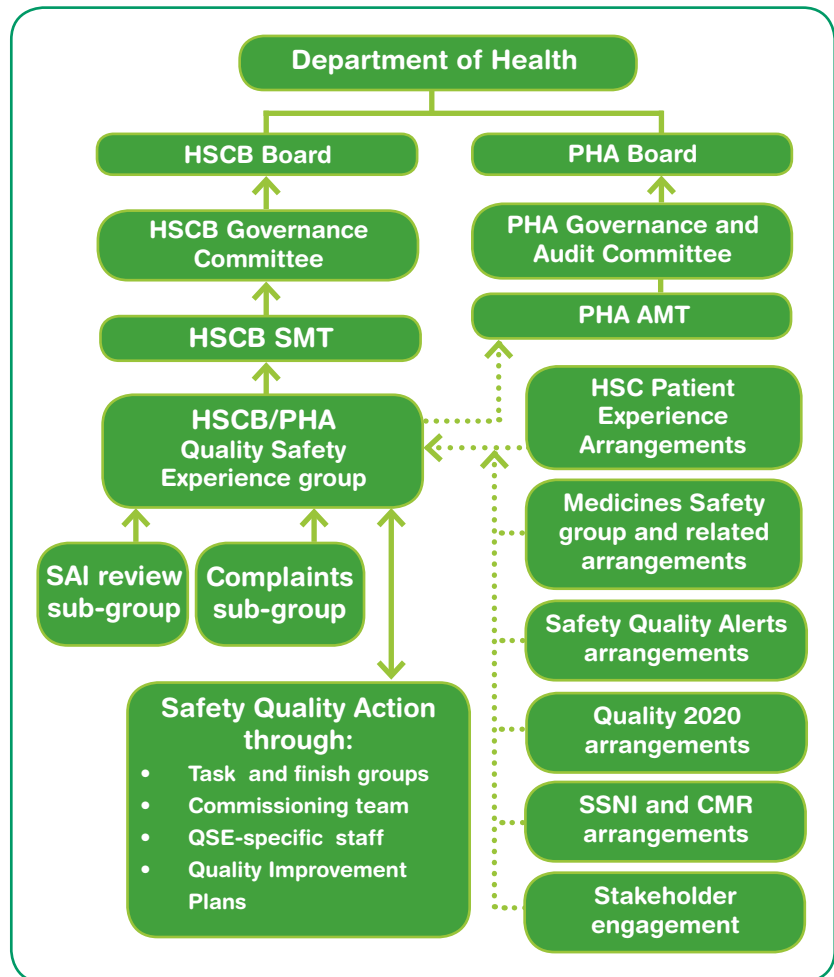 Department of Health
HSCB Board
PHA Board
HSCB Governance
Committee
PHA Governance and
Audit Committee
HSCB SMT
PHA AMT
HSCB/PHA
Quality Safety
Experience group
HSC Patient
Experience
Arrangements
Medicines Safety
group and related
arrangements
SAI review
sub-group
Complaints
sub-group
Safety Quality Alerts
arrangements
Safety Quality Action
through:
• Task and finish groups
• Commissioning team
• QSE-specific staff
• Quality Improvement
Plans
Quality 2020
arrangements
SSNI and CMR
arrangements
Stakeholder
engagement